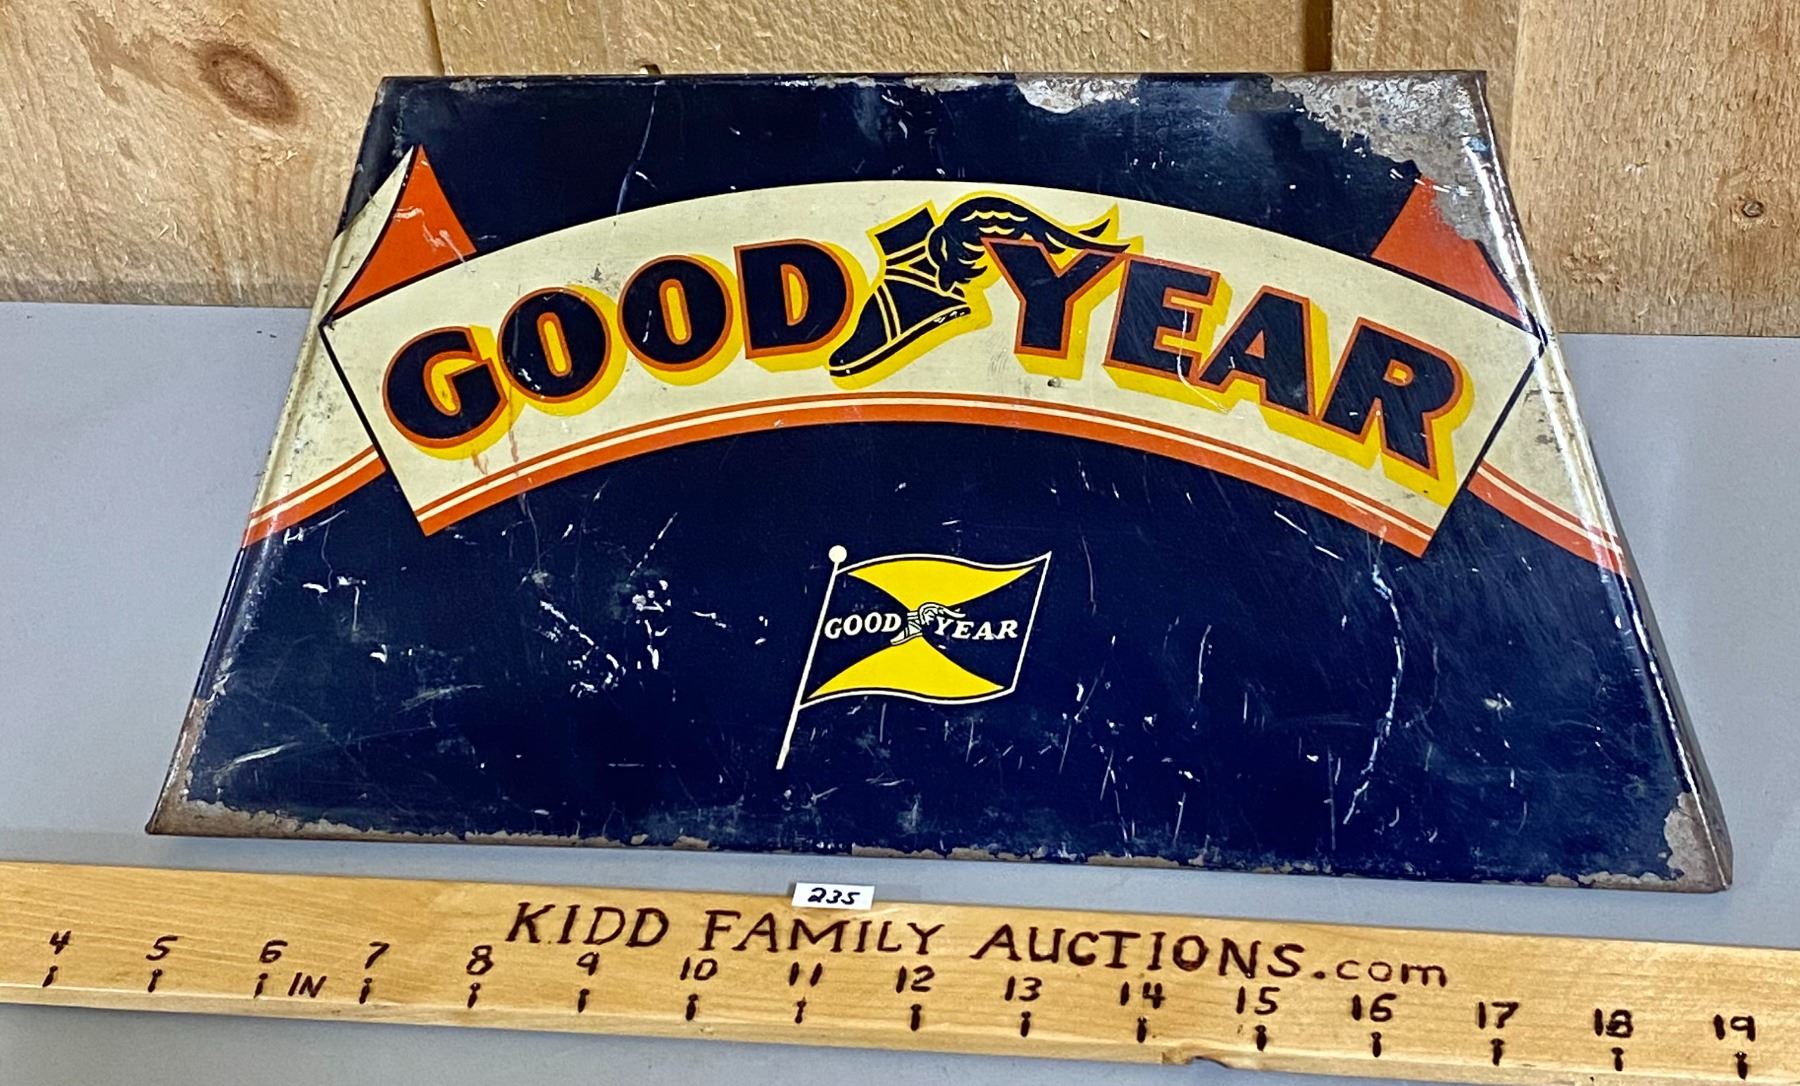 GOOD YEAR
GOOD YEAR
235
KIDD FAMILY AUCTIONS.com
4 5 6 IN 7 8 9 10 11 12 13 14 15 16 17 18 19